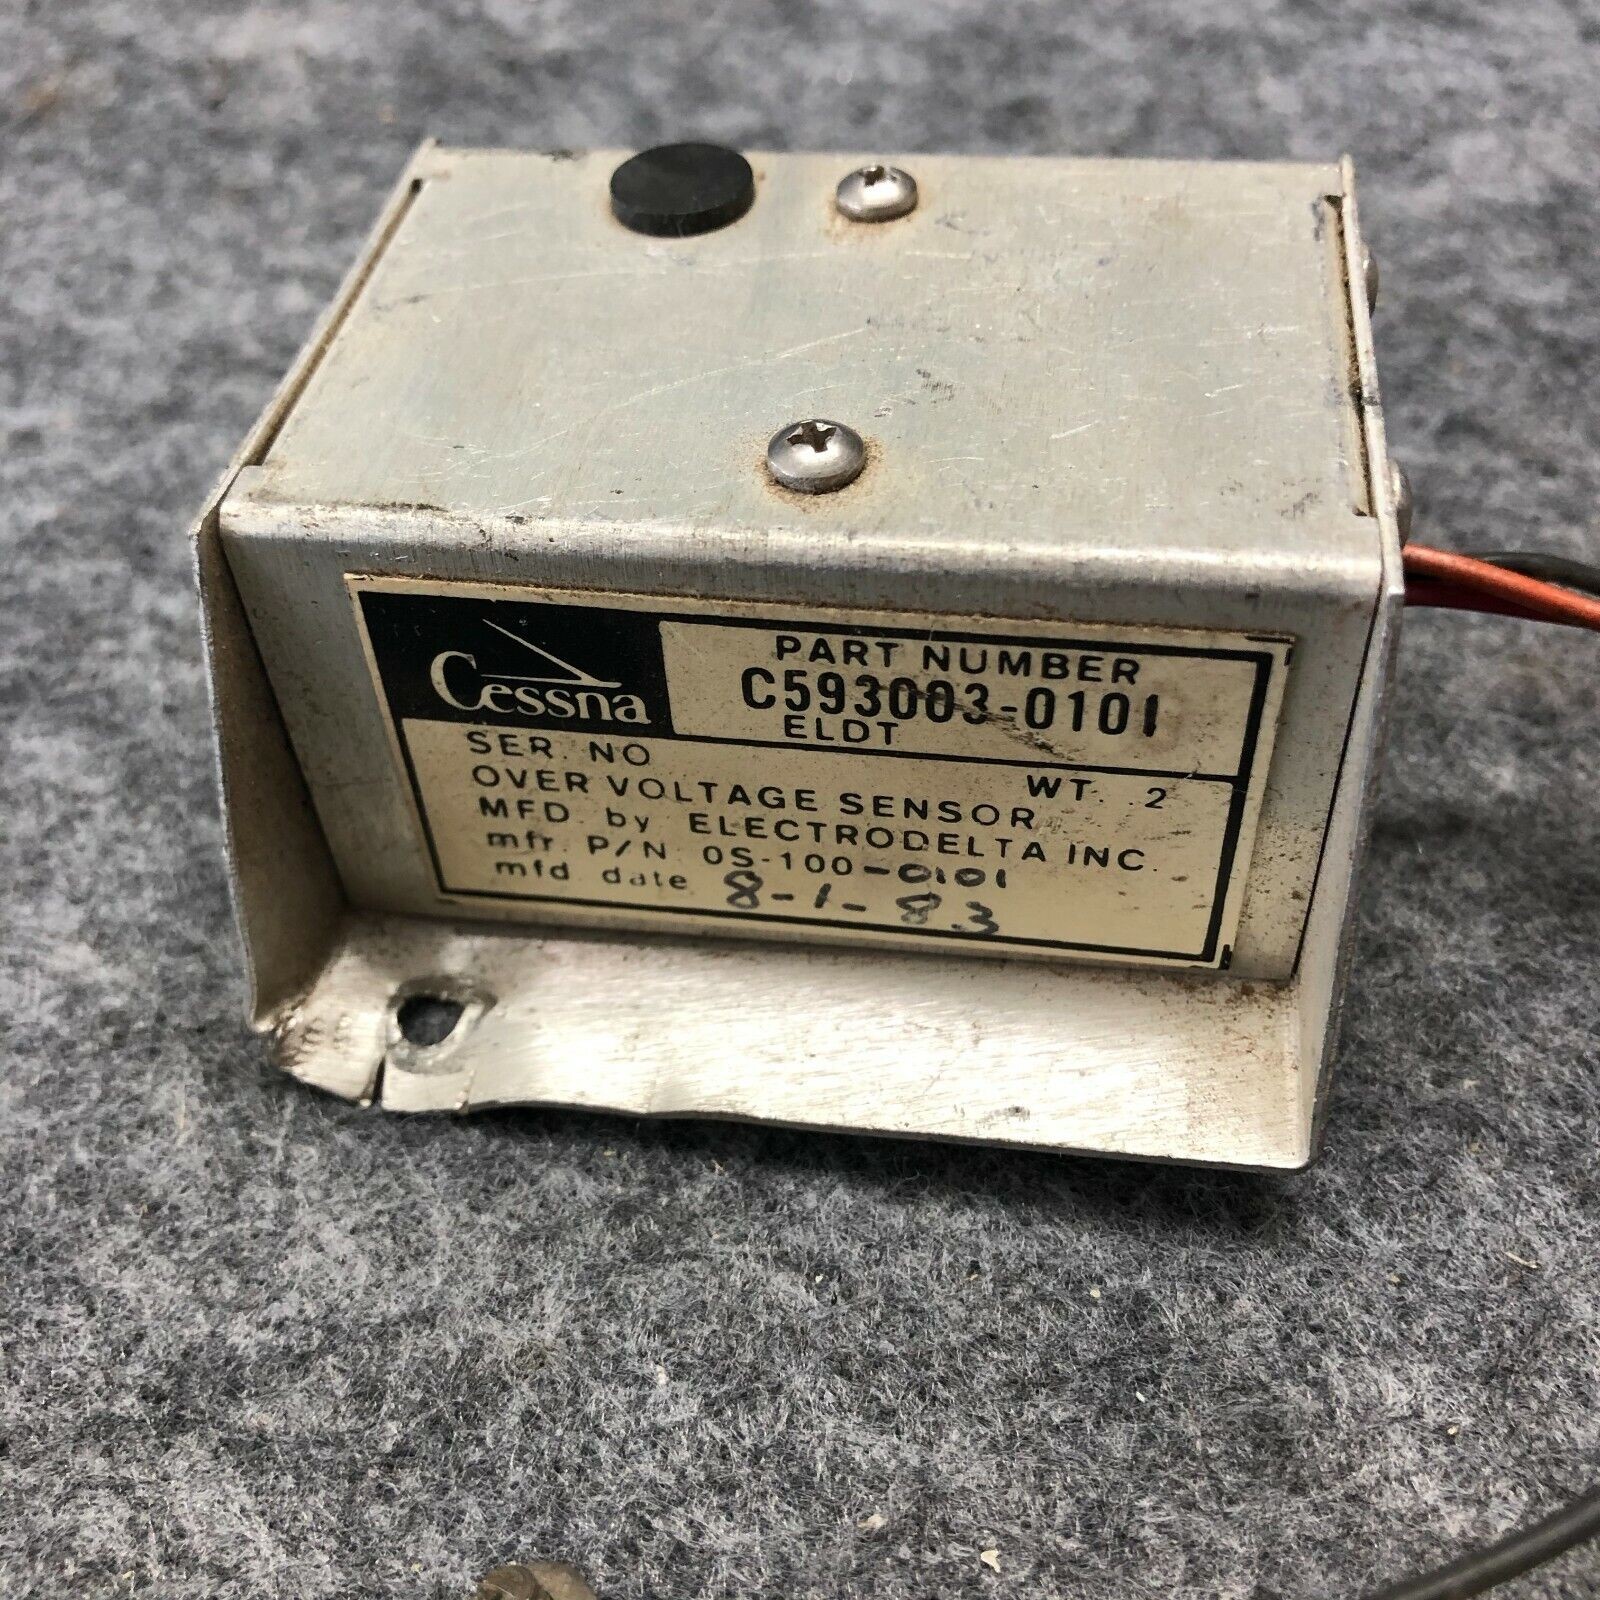 Cessna
PART NUMBER
C593003-0101
ELDT
SER. NO
WT. .2
OVER VOLTAGE SENSOR
MFD. by ELECTRODELTA INC.
mfr. P/N OS-100-0101
mfd. date 8-1-83